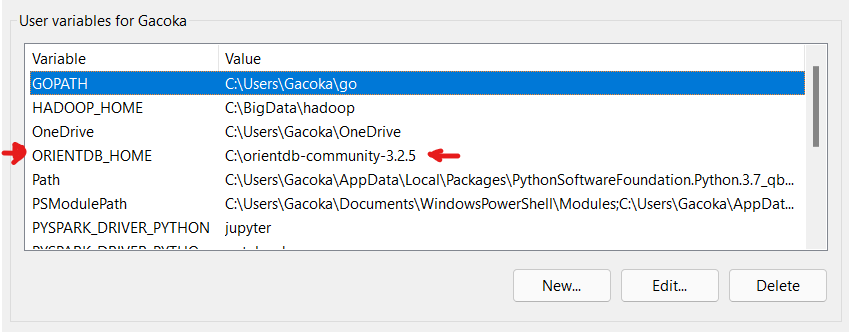 User variables for Gacoka
Variable Value
GOPATH C:\Users\Gacoka\go
HADOOP_HOME C:\BigData\hadoop
OneDrive C:\Users\Gacoka\OneDrive
ORIENTDB_HOME C:\orientdb-community-3.2.5
Path C:\Users\Gacoka\AppData\Local\Packages\PythonSoftwareFoundation.Python.3.7_qb...
PSModulePath C:\Users\Gacoka\Documents\WindowsPowerShell\Modules;C:\Users\Gacoka\AppDat...
PYSPARK_DRIVER_PYTHON jupyter
New... Edit... Delete